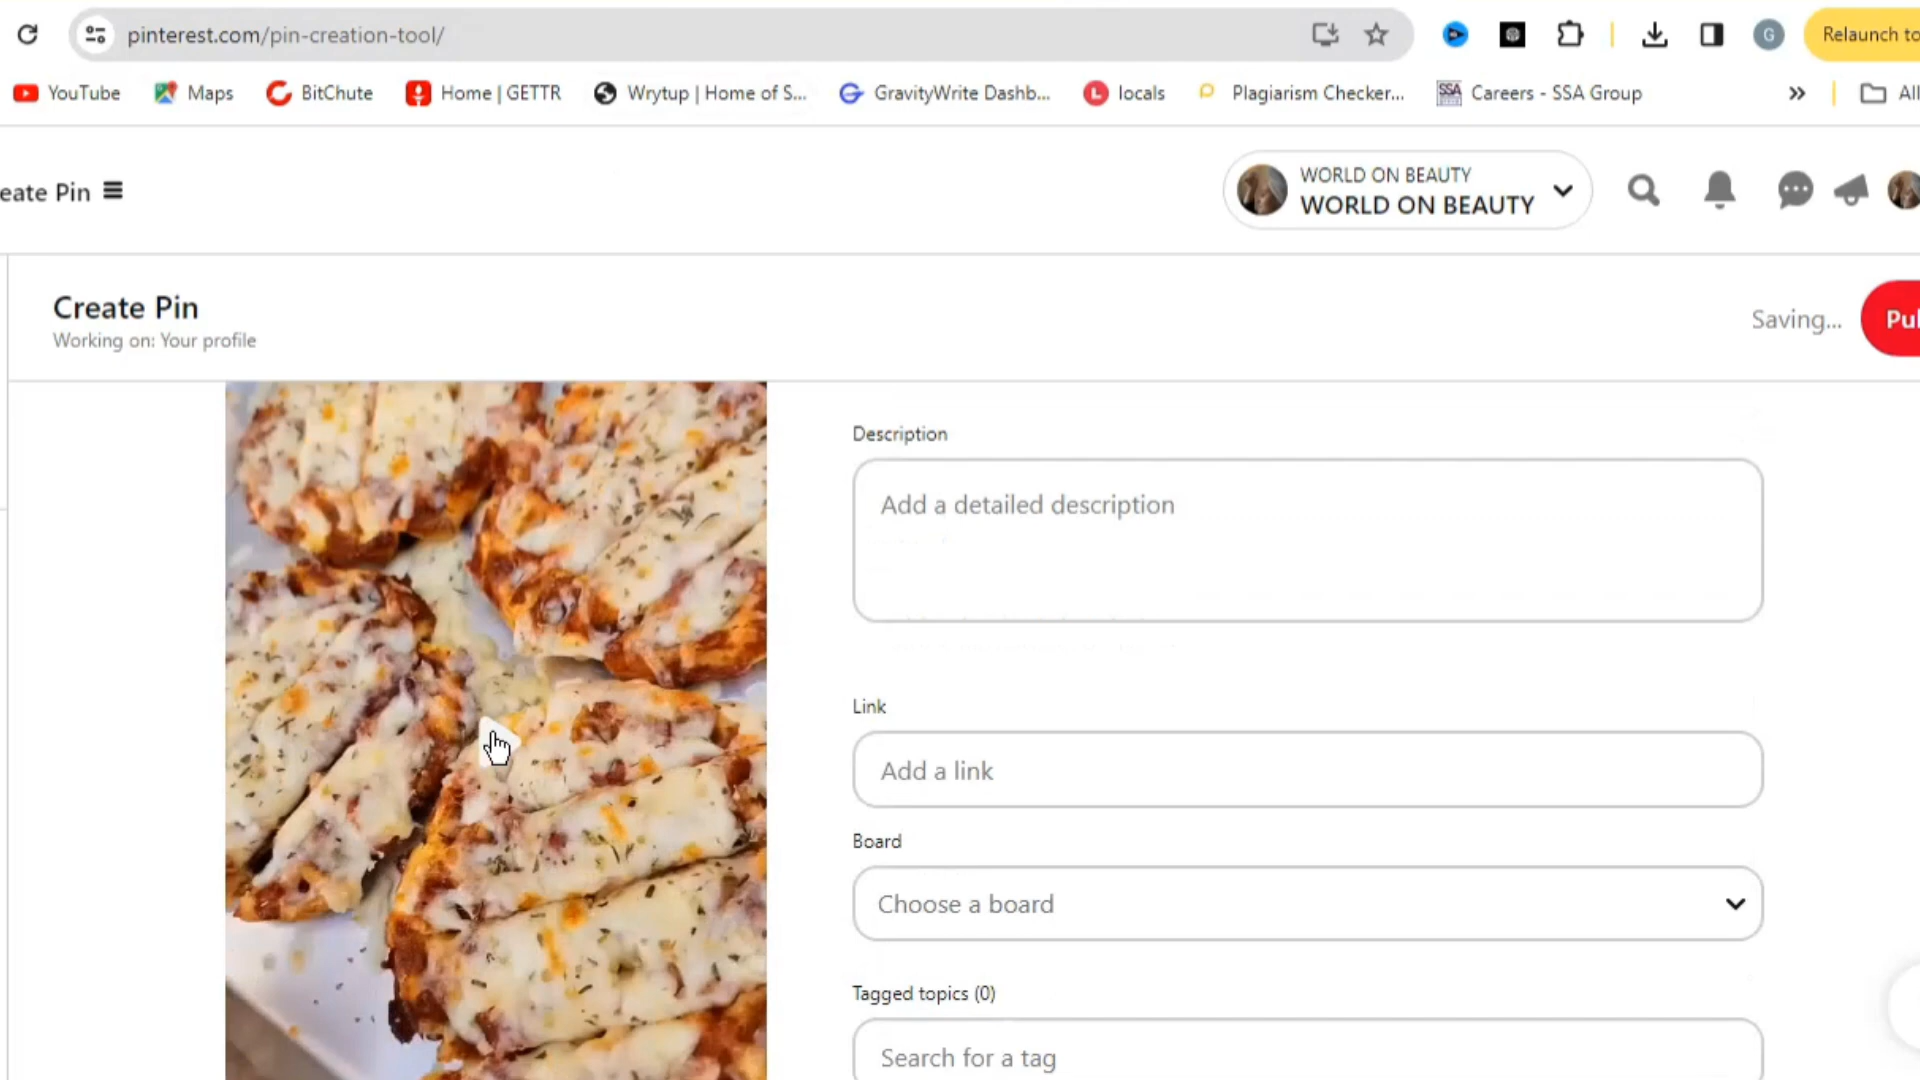 pinterest.com/pin-creation-tool/
G
Relaunch to
YouTube
Maps
BitChute
Home | GETTR
Wrytup | Home of S...
GravityWrite Dashb...
L locals
Plagiarism Checker...
SSA Careers - SSA Group
All
eate Pin
WORLD ON BEAUTY
WORLD ON BEAUTY
Create Pin
Working on: Your profile
Saving...
Pul
Description
Add a detailed description
Link
Add a link
Board
Choose a board
Tagged topics (0)
Search for a tag